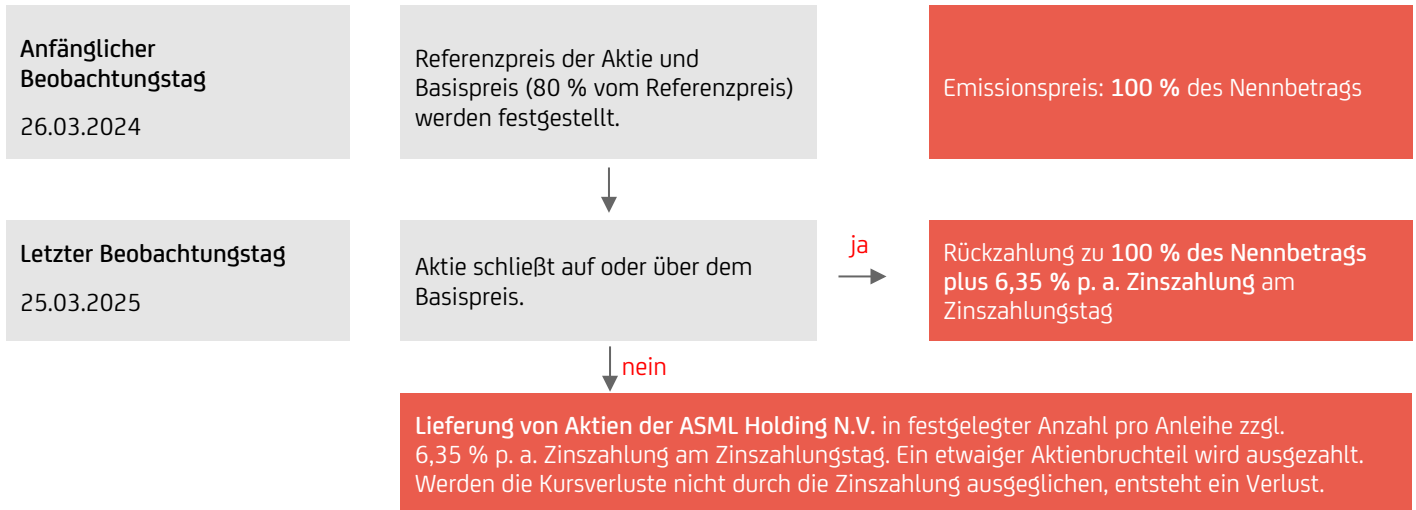 Anfänglicher
Beobachtungstag
26.03.2024
Referenzpreis der Aktie und
Basispreis (80 % vom Referenzpreis)
werden festgestellt.
Emissionspreis: 100 % des Nennbetrags
Letzter Beobachtungstag
25.03.2025
Aktie schließt auf oder über dem
Basispreis.
ja
Rückzahlung zu 100 % des Nennbetrags
plus 6,35 % p. a. Zinszahlung am
Zinszahlungstag
nein
Lieferung von Aktien der ASML Holding N.V. in festgelegter Anzahl pro Anleihe zzgl.
6,35 % p. a. Zinszahlung am Zinszahlungstag. Ein etwaiger Aktienbruchteil wird ausgezahlt.
Werden die Kursverluste nicht durch die Zinszahlung ausgeglichen, entsteht ein Verlust.